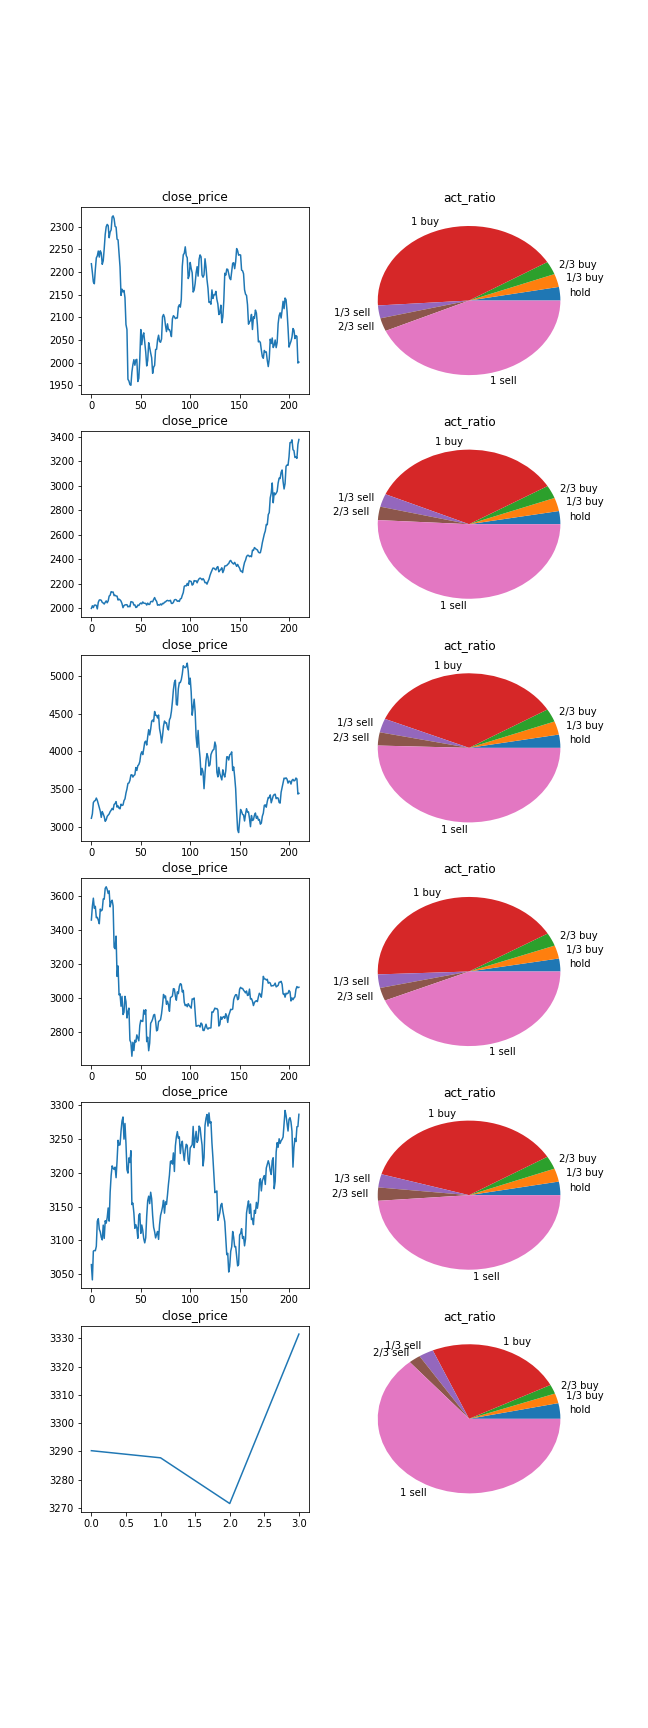 close_price
2300
2250
2200
2150
2100
2050
2000
1950
0 50 100 150 200
act_ratio
1 buy
2/3 buy
1/3 buy
hold
1/3 sell
2/3 sell
1 sell
close_price
3400
3200
3000
2800
2600
2400
2200
2000
0 50 100 150 200
act_ratio
1 buy
2/3 buy
1/3 buy
hold
1/3 sell
2/3 sell
1 sell
close_price
5000
4500
4000
3500
3000
0 50 100 150 200
act_ratio
1 buy
2/3 buy
1/3 buy
hold
1/3 sell
2/3 sell
1 sell
close_price
3600
3400
3200
3000
2800
0 50 100 150 200
act_ratio
1 buy
2/3 buy
1/3 buy
hold
1/3 sell
2/3 sell
1 sell
close_price
3300
3250
3200
3150
3100
3050
0 50 100 150 200
act_ratio
1 buy
2/3 buy
1/3 buy
hold
1/3 sell
2/3 sell
1 sell
close_price
3330
3320
3310
3300
3290
3280
3270
0.0 0.5 1.0 1.5 2.0 2.5 3.0
act_ratio
1 buy
2/3 buy
1/3 buy
hold
1/3 sell
2/3 sell
1 sell